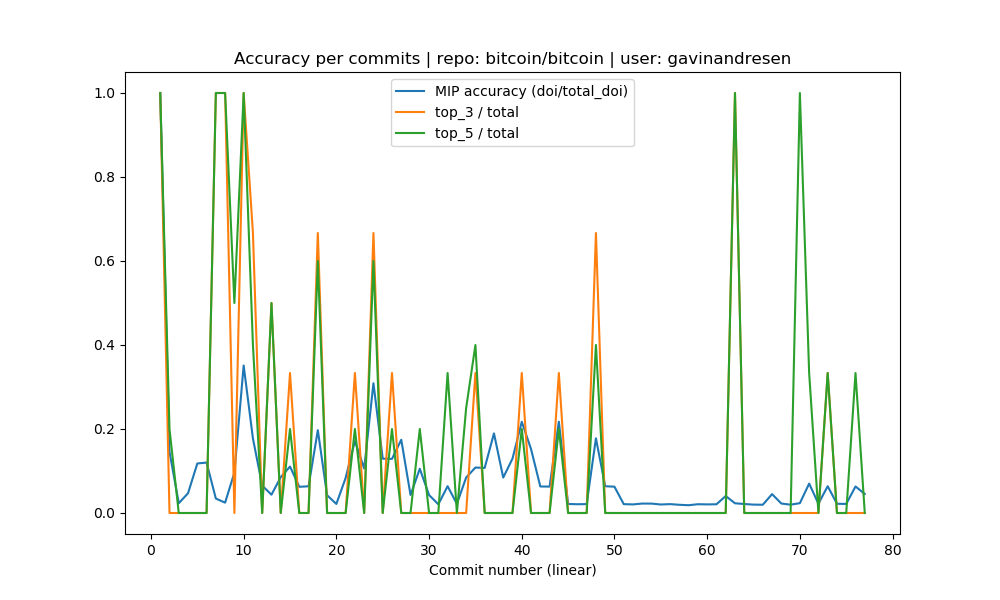 Accuracy per commits | repo: bitcoin/bitcoin | user: gavinandresen
MIP accuracy (doi/total_doi)
top_3 / total
top_5 / total
1.0
0.8
0.6
0.4
0.2
0.0
0 10 20 30 40 50 60 70 80
Commit number (linear)